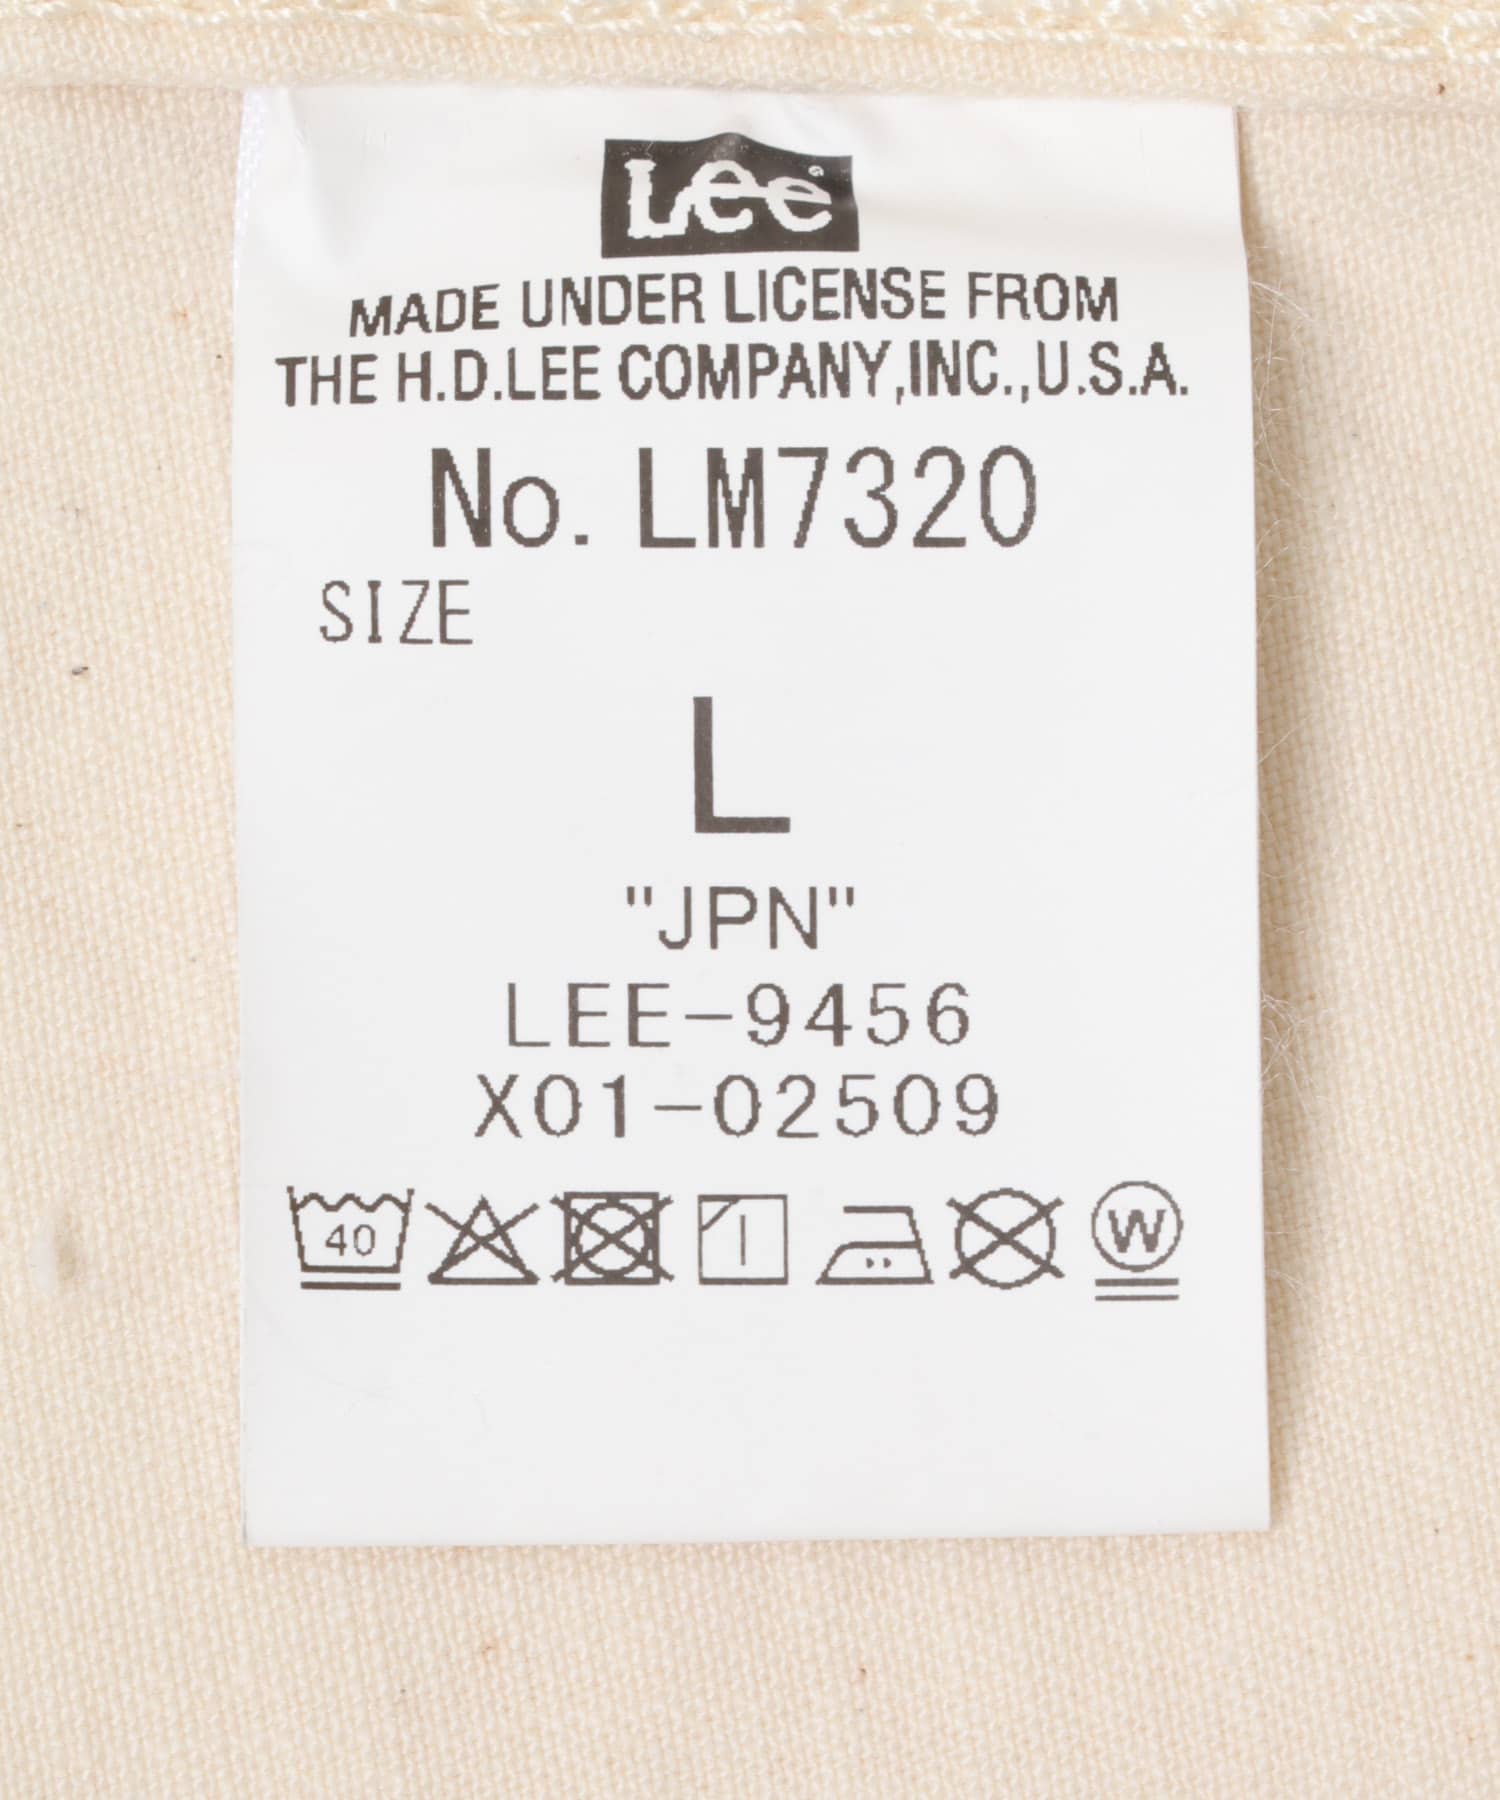 Lee®
MADE UNDER LICENSE FROM
THE H.D.LEE COMPANY,INC.,U.S.A.
No. LM7320
SIZE
L
"JPN"
LEE-9456
X01-02509
40 W